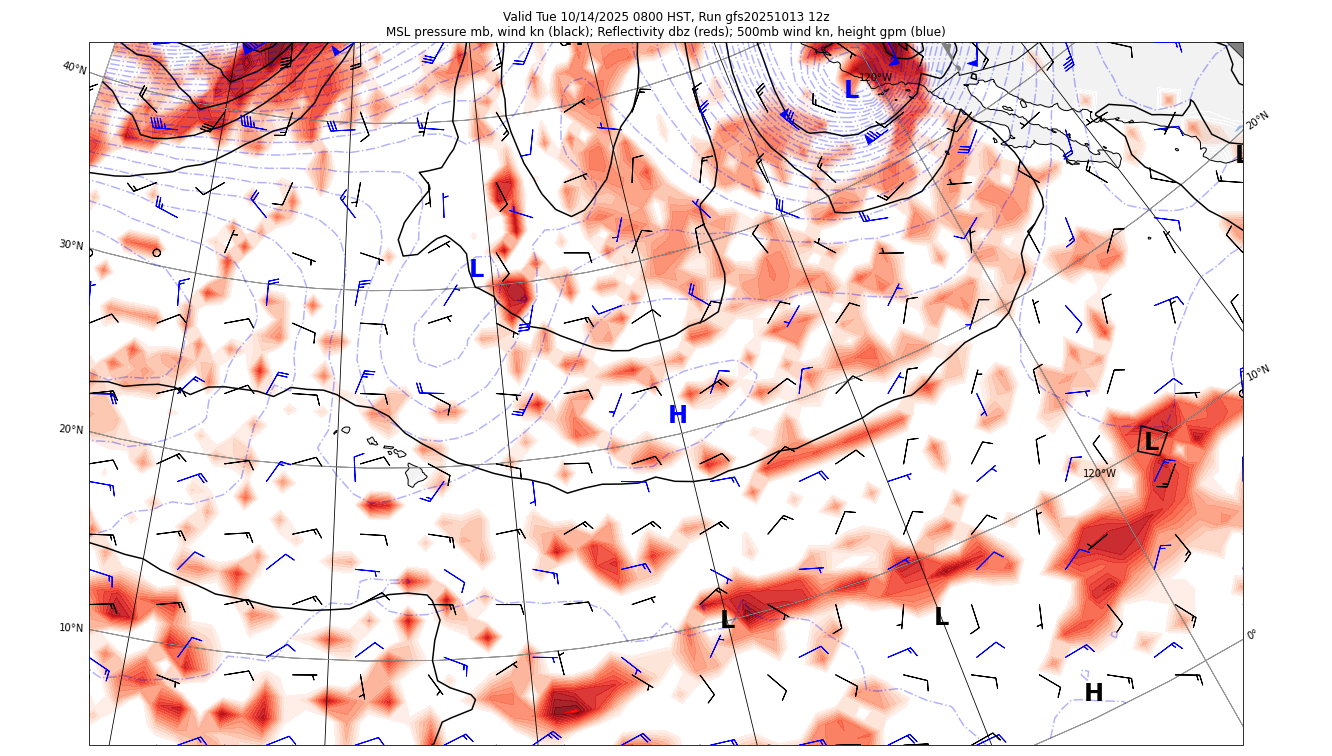 Valid Tue 10/14/2025 0800 HST, Run gfs20251013 12z
MSL pressure mb, wind kn (black); Reflectivity dbz (reds); 500mb wind kn, height gpm (blue)
40°N
120°W
L
20°N
30°N
L
10°N
H
20°N
L
120°W
10°N
L
L
0°
H